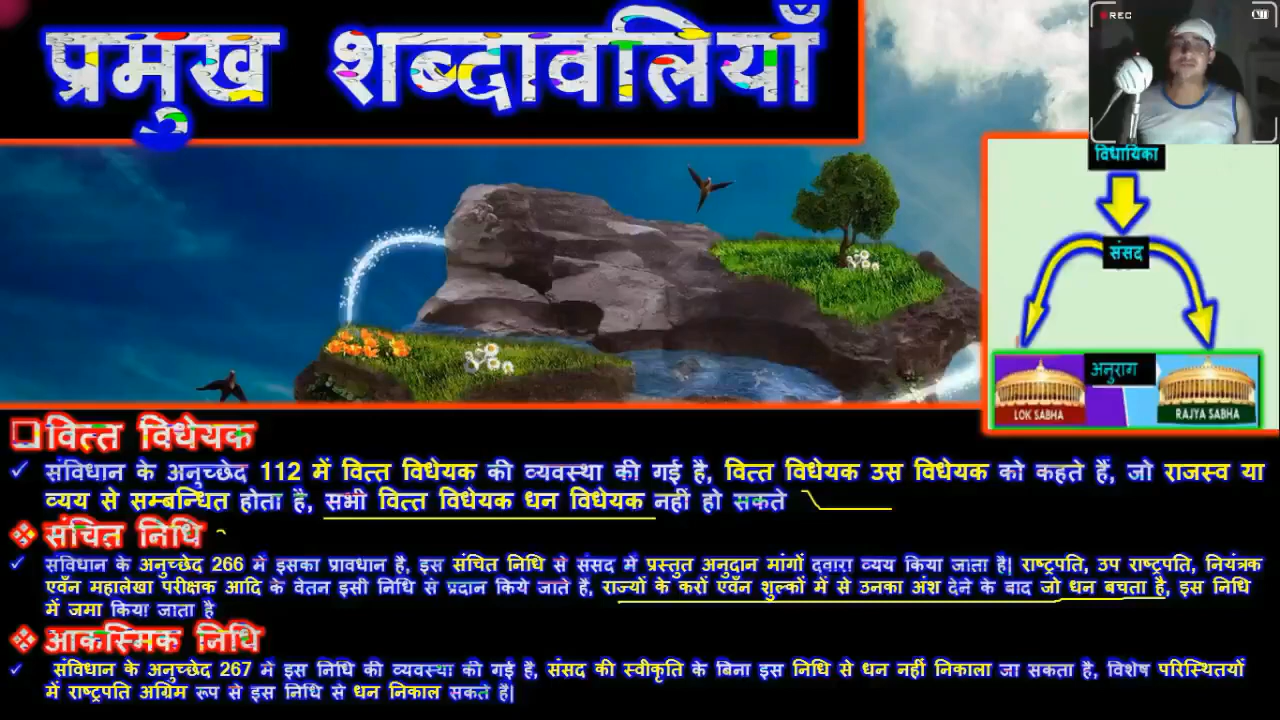 प्रमुख शब्दावलियाँ
REC
विधायिका
संसद
अनुराग
LOK SABHA
RAJYA SABHA
वित्त विधेयक
संविधान के अनुच्छेद 112 में वित्त विधेयक की व्यवस्था की गई है, वित्त विधेयक उस विधेयक को कहते हैं, जो राजस्व या
व्यय से सम्बन्धित होता है, सभी वित्त विधेयक धन विधेयक नहीं हो सकते
संचित निधि
संविधान के अनुच्छेद 266 में इसका प्रावधान है, इस संचित निधि से संसद में प्रस्तुत अनुदान मांगों द्वारा व्यय किया जाता है| राष्ट्रपति, उप राष्ट्रपति, नियंत्रक
एवँन महालेखा परीक्षक आदि के वेतन इसी निधि से प्रदान किये जाते हैं, राज्यों के करों एवँन शुल्कों में से उनका अंश देने के बाद जो धन बचता है, इस निधि
में जमा किया जाता है
आकस्मिक निधि
संविधान के अनुच्छेद 267 में इस निधि की व्यवस्था की गई है, संसद की स्वीकृति के बिना इस निधि से धन नहीं निकाला जा सकता है, विशेष परिस्थितयों
में राष्ट्रपति अग्रिम रूप से इस निधि से धन निकाल सकते है|